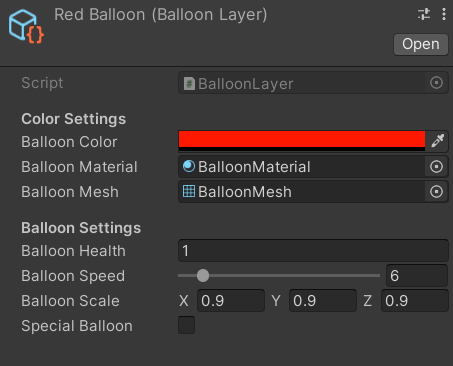 Red Balloon (Balloon Layer)
Open
Script BalloonLayer
Color Settings
Balloon Color
Balloon Material BalloonMaterial
Balloon Mesh BalloonMesh
Balloon Settings
Balloon Health 1
Balloon Speed 6
Balloon Scale X 0.9 Y 0.9 Z 0.9
Special Balloon